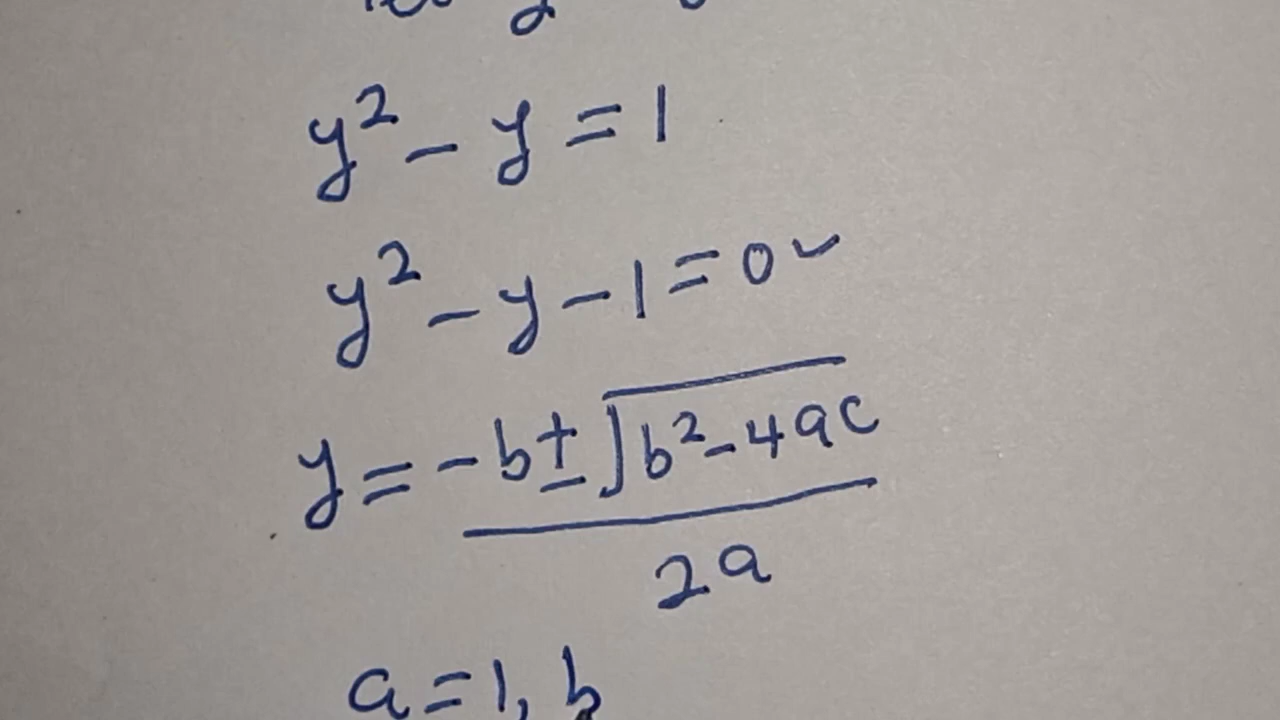 y² - y = 1
y² - y - 1 = 0
y = -b ± √b² - 4ac
2a
a = 1, b